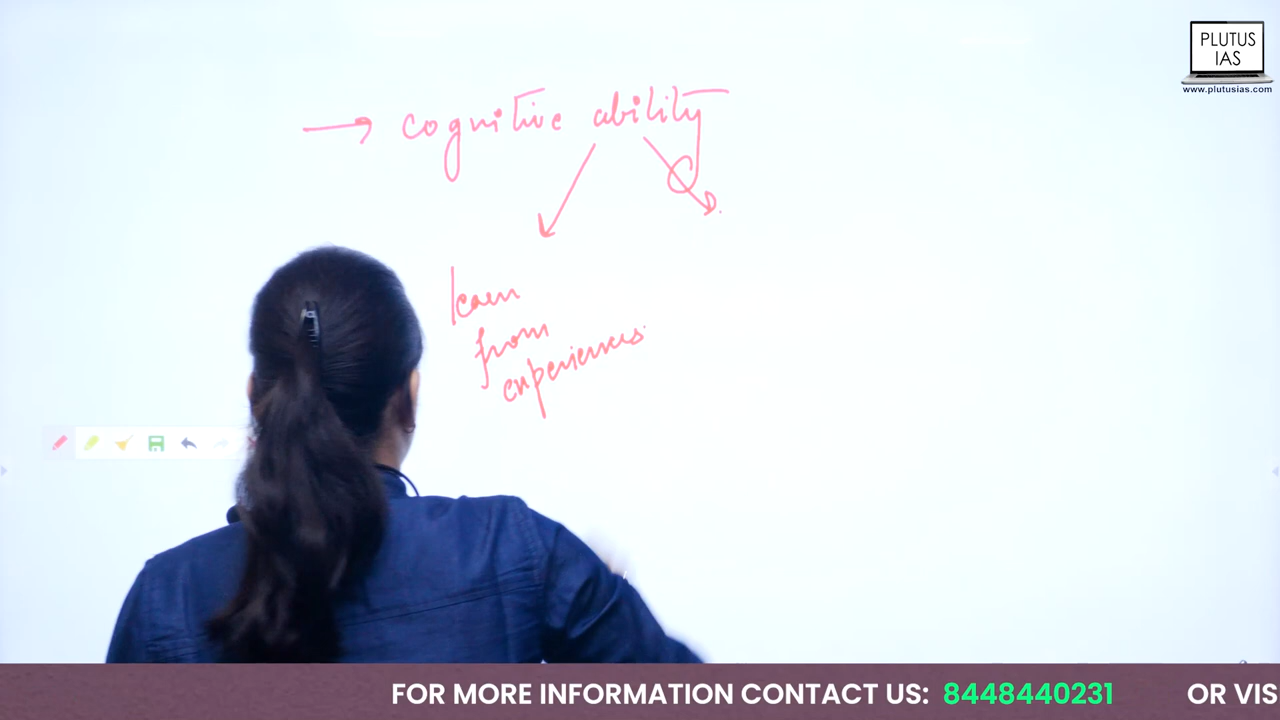 PLUTUS
IAS
www.plutusias.com
→ cognitive ability
learn
from
experiences
FOR MORE INFORMATION CONTACT US: 8448440231 OR VIS